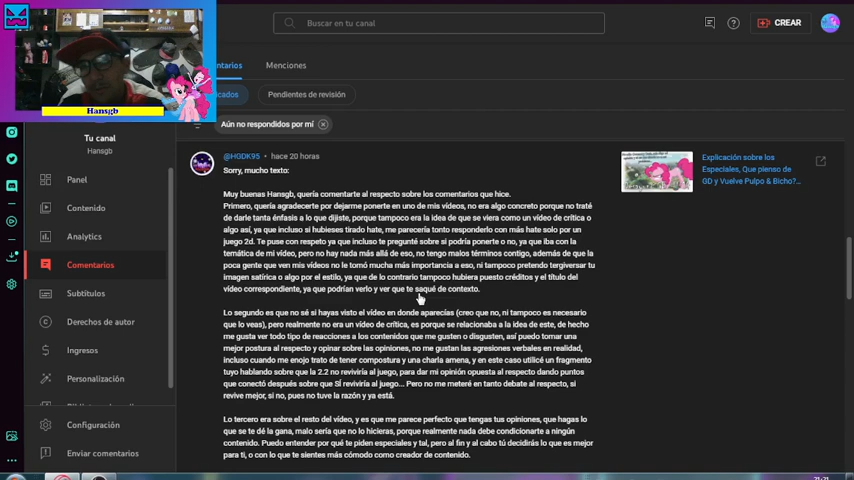 Buscar en tu canal
CREAR
Hansgb
entarios
Menciones
icados
Pendientes de revisión
Aún no respondidos por mí
Tu canal
Hansgb
Panel
Contenido
Analytics
Comentarios
Subtítulos
Derechos de autor
Ingresos
Personalización
Configuración
Enviar comentarios
@HGDK95 • hace 20 horas
Sorry, mucho texto:
Muy buenas Hansgb, quería comentarte al respecto sobre los comentarios que hice.
Primero, quería agradecerte por dejarme ponerte en uno de mis vídeos, no era algo concreto porque no traté
de darle tanta énfasis a lo que dijiste, porque tampoco era la idea de que se viera como un vídeo de crítica o
algo así, ya que incluso si hubieses tirado hate, me parecería tonto responderlo con más hate solo por un
juego 2d. Te puse con respeto ya que incluso te pregunté sobre si podría ponerte o no, ya que iba con la
temática de mi vídeo, pero no hay nada más allá de eso, no tengo malos términos contigo, además de que la
poca gente que ven mis vídeos no le tomó mucha más importancia a eso, ni tampoco pretendo tergiversar tu
imagen satírica o algo por el estilo, ya que de lo contrario tampoco hubiera puesto créditos y el título del
vídeo correspondiente, ya que podrían verlo y ver que te saqué de contexto.
Lo segundo es que no sé si hayas visto el vídeo en donde aparecías (creo que no, ni tampoco es necesario
que lo veas), pero realmente no era un vídeo de crítica, es porque se relacionaba a la idea de este, de hecho
me gusta ver todo tipo de reacciones a los contenidos que me gusten o disgusten, así puedo tomar una
mejor postura al respecto y opinar sobre las opiniones, no me gustan las agresiones verbales en realidad,
incluso cuando me enojo trato de tener compostura y una charla amena, y en este caso utilicé un fragmento
tuyo hablando sobre que la 2.2 no reviviría al juego, para dar mi opinión opuesta al respecto dando puntos
que conectó después sobre que SÍ reviviría al juego... Pero no me meteré en tanto debate al respecto, si
revive mejor, si no, pues no tuve la razón y ya está.
Lo tercero era sobre el resto del vídeo, y es que me parece perfecto que tengas tus opiniones, que hagas lo
que se te dé la gana, malo sería que no lo hicieras, porque realmente nada debe condicionarte a ningún
contenido. Puedo entender por qué te piden especiales y tal, pero al fin y al cabo tú decidirás lo que es mejor
para ti, o con lo que te sientes más cómodo como creador de contenido.
Explicación sobre los
Especiales, Que pienso de
GD y Vuelve Pulpo & Bicho?...
21:21